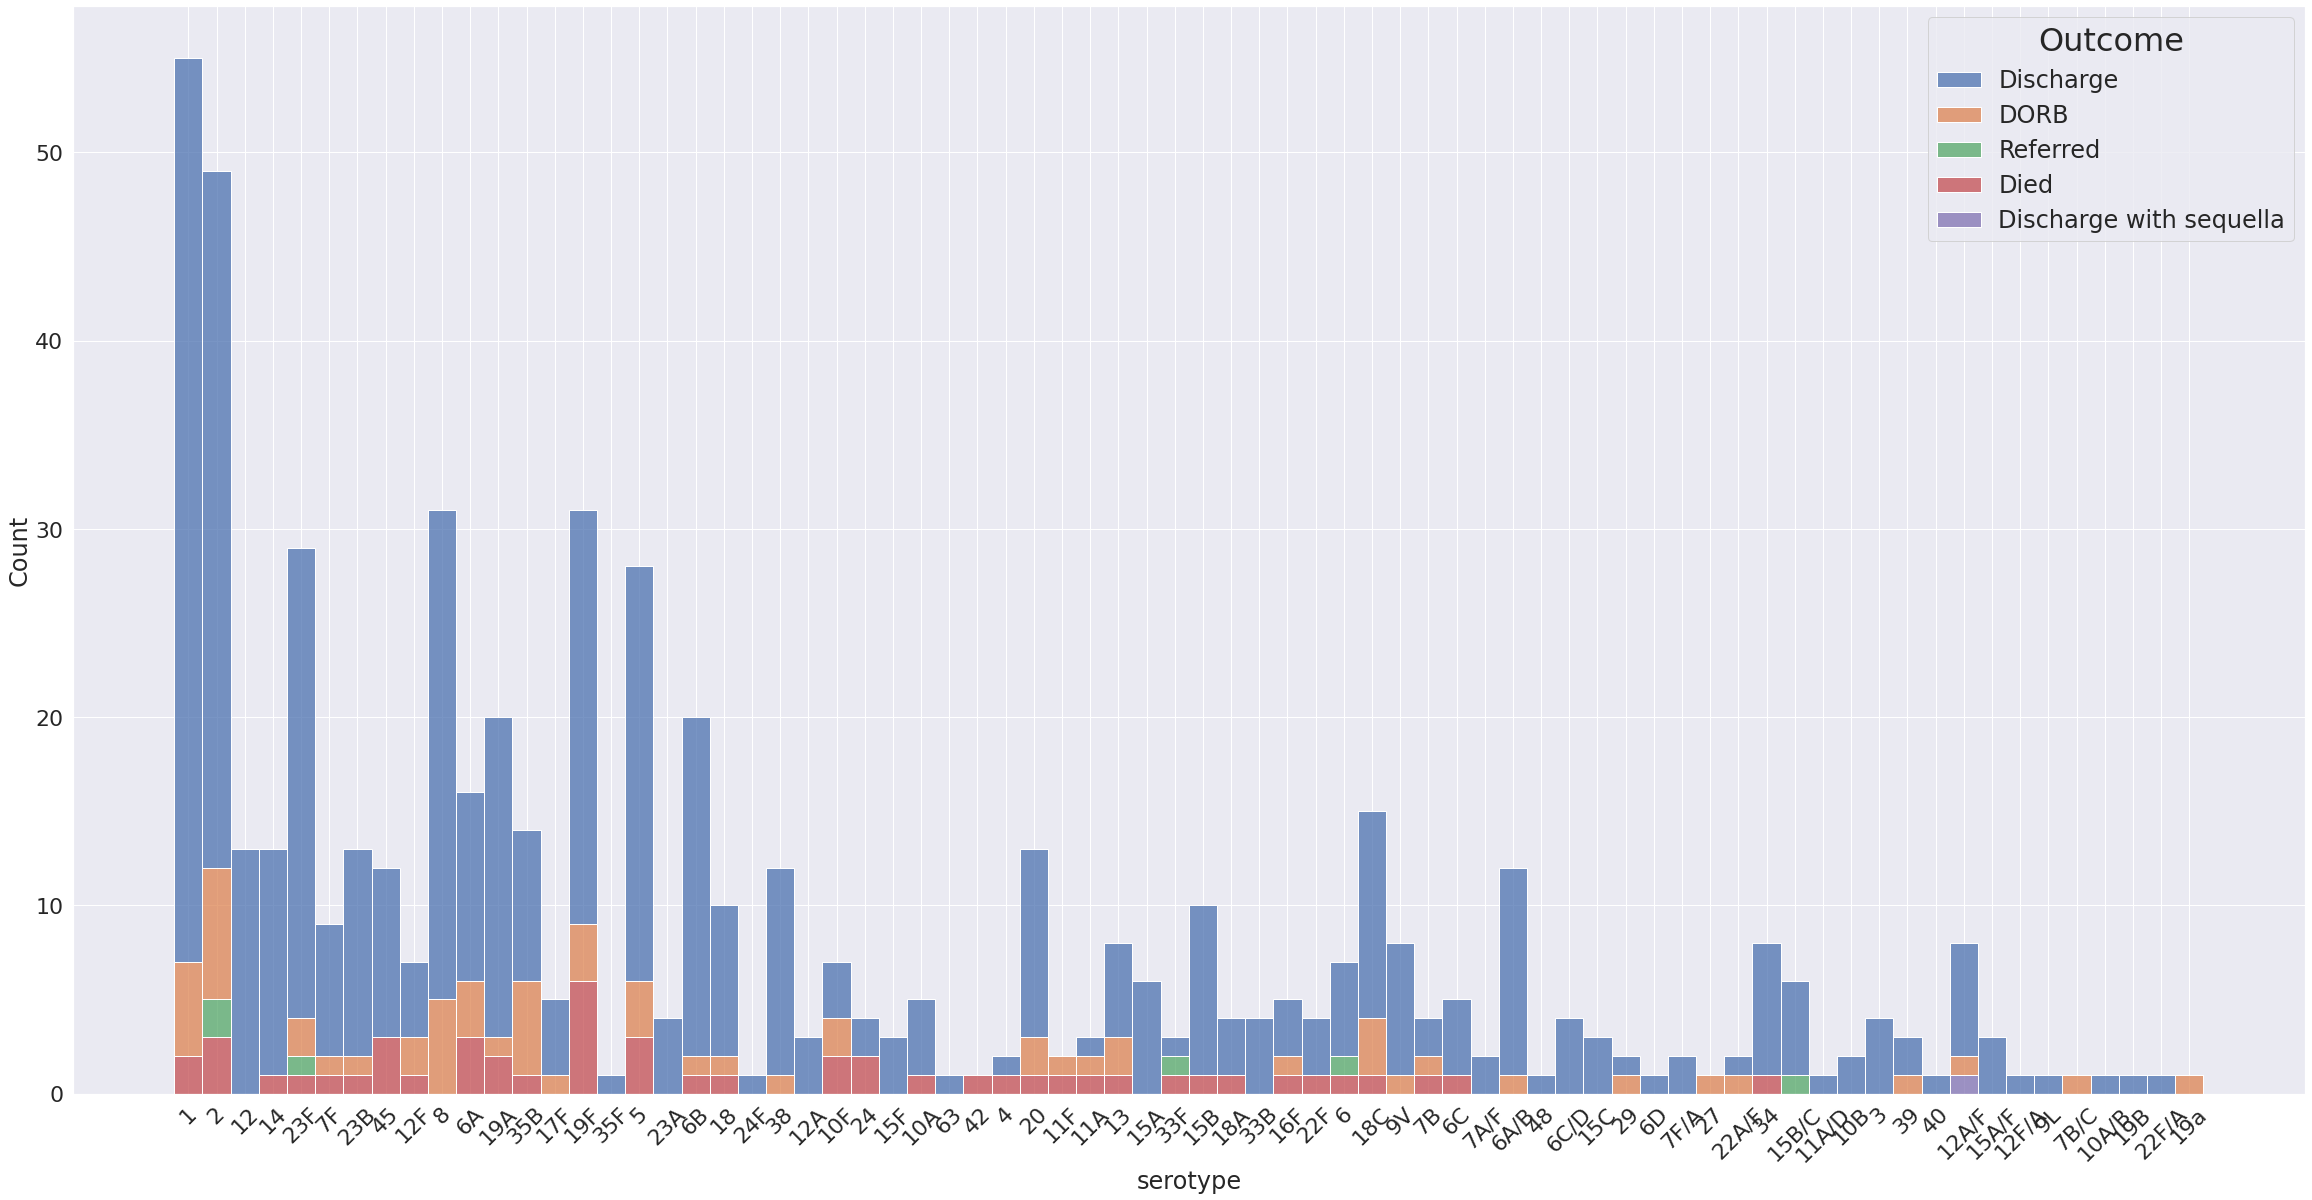 Outcome
Discharge
DORB
Referred
Died
Discharge with sequella
Count
50
40
30
20
10
0
1
2
12
14
23F
7F
23B
45
12F
8
6A
19A
35B
17F
19F
35F
5
23A
6B
18
24F
38
12A
10F
24
15F
10A
63
42
4
20
11F
11A
13
15A
33F
15B
18A
33B
16F
22F
6
18C
9V
7B
6C
7A/F
6A/B
48
6C/D
15C
29
6D
7F/A
27
22A/F
34
15B/C
11A/D
10B
3
39
40
12A/F
15A/F
12F/A
9L
7B/C
10A/B
19B
22F/A
19a
serotype